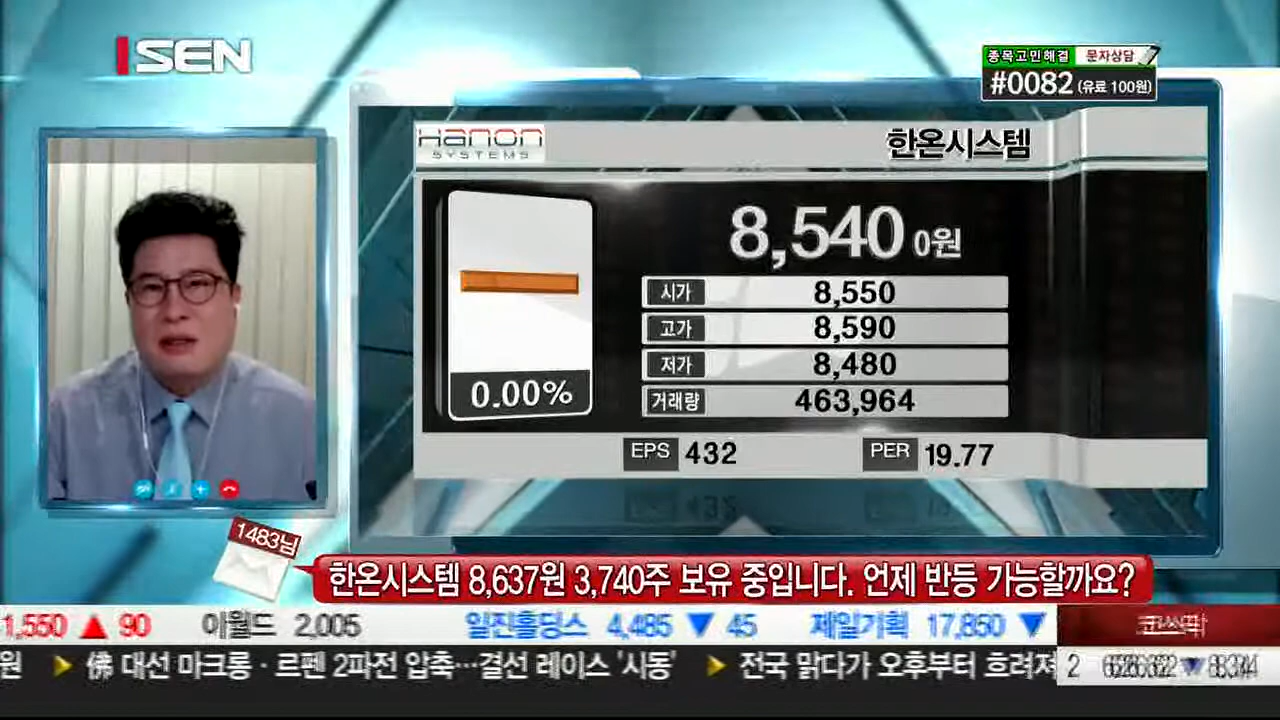 SEN
종목고민해결 문자상담
#0082 (유료 100원)
Hanon
SYSTEMS
한온시스템
8,540 0원
시가 8,550
고가 8,590
저가 8,480
거래량 463,964
0.00%
EPS 432
PER 19.77
1483님
한온시스템 8,637원 3,740주 보유 중입니다. 언제 반등 가능할까요?
1,550 ▲ 90 이월드 2,005 일진홀딩스 4,485 ▼ 45 제일기획 17,850 ▼
원 ▶ 佛 대선 마크롱·르펜 2파전 압축…결선 레이스 '시동' ▶ 전국 맑다가 오후부터 흐려져